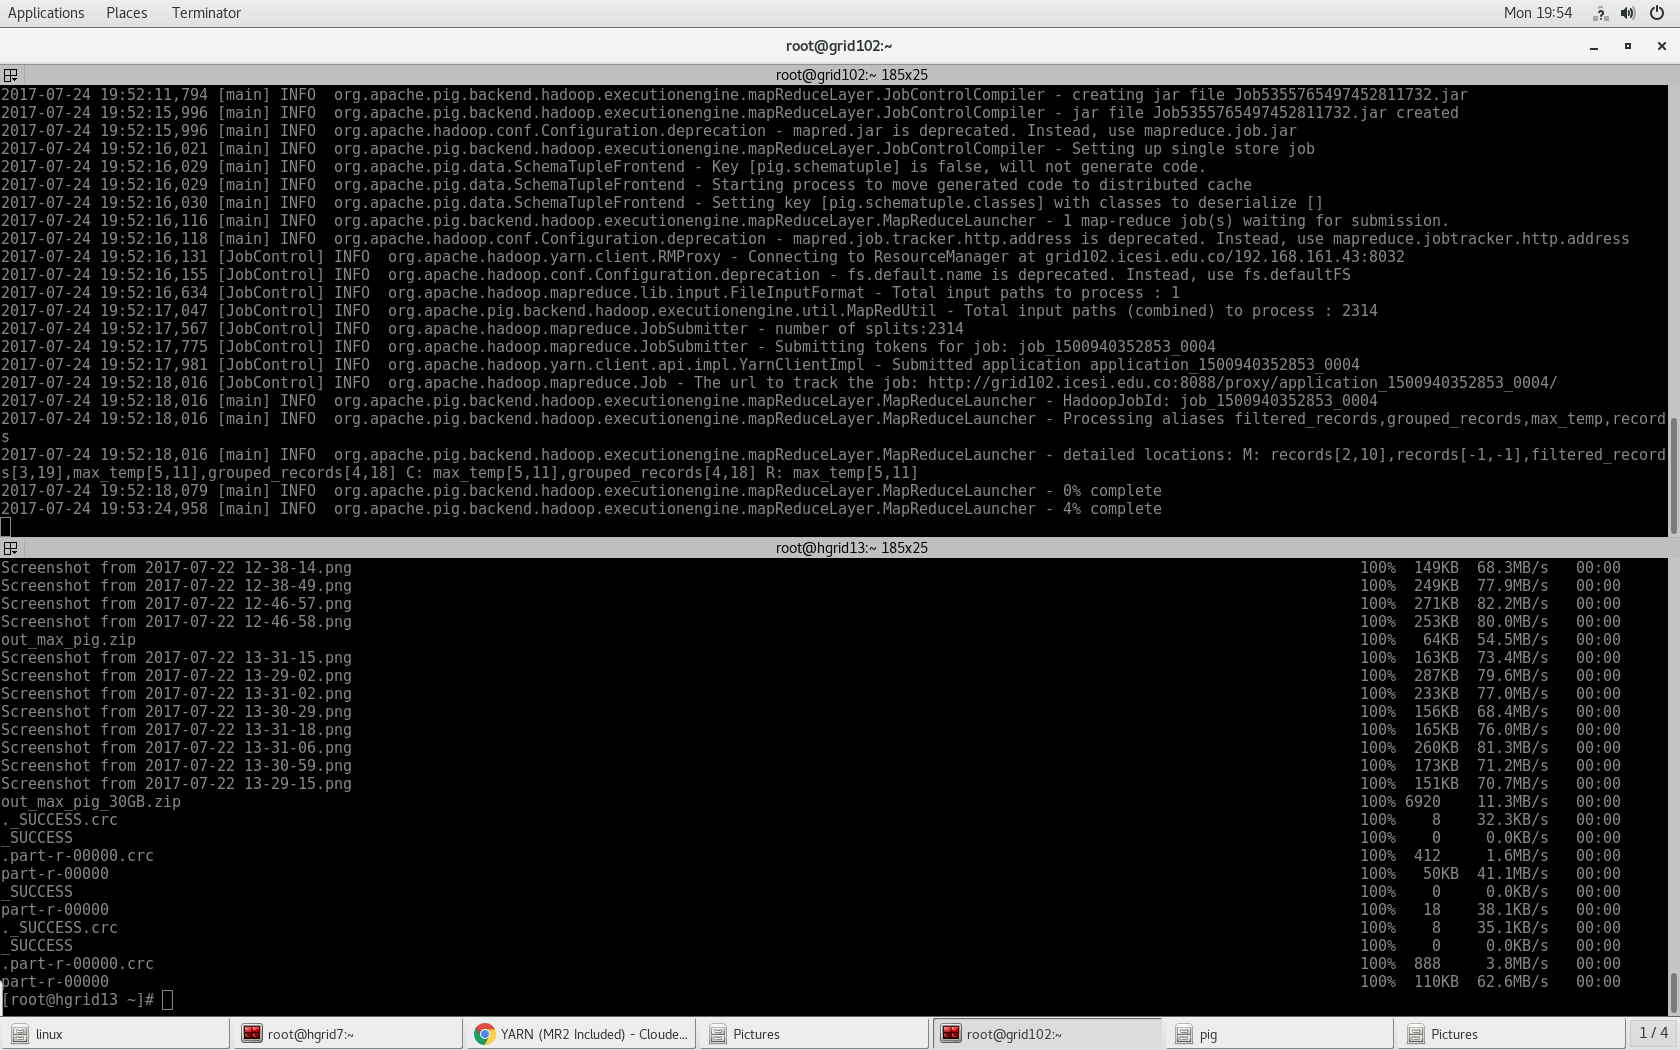 Applications Places Terminator Mon 19:54
root@grid102:~
root@grid102:~ 185x25
2017-07-24 19:52:11,794 [main] INFO  org.apache.pig.backend.hadoop.executionengine.mapReduceLayer.JobControlCompiler - creating jar file Job5355765497452811732.jar
2017-07-24 19:52:15,996 [main] INFO  org.apache.pig.backend.hadoop.executionengine.mapReduceLayer.JobControlCompiler - jar file Job5355765497452811732.jar created
2017-07-24 19:52:15,996 [main] INFO  org.apache.hadoop.conf.Configuration.deprecation - mapred.jar is deprecated. Instead, use mapreduce.job.jar
2017-07-24 19:52:16,021 [main] INFO  org.apache.pig.backend.hadoop.executionengine.mapReduceLayer.JobControlCompiler - Setting up single store job
2017-07-24 19:52:16,029 [main] INFO  org.apache.pig.data.SchemaTupleFrontend - Key [pig.schematuple] is false, will not generate code.
2017-07-24 19:52:16,029 [main] INFO  org.apache.pig.data.SchemaTupleFrontend - Starting process to move generated code to distributed cache
2017-07-24 19:52:16,030 [main] INFO  org.apache.pig.data.SchemaTupleFrontend - Setting key [pig.schematuple.classes] with classes to deserialize []
2017-07-24 19:52:16,116 [main] INFO  org.apache.pig.backend.hadoop.executionengine.mapReduceLayer.MapReduceLauncher - 1 map-reduce job(s) waiting for submission.
2017-07-24 19:52:16,118 [main] INFO  org.apache.hadoop.conf.Configuration.deprecation - mapred.job.tracker.http.address is deprecated. Instead, use mapreduce.jobtracker.http.address
2017-07-24 19:52:16,131 [JobControl] INFO  org.apache.hadoop.yarn.client.RMProxy - Connecting to ResourceManager at grid102.icesi.edu.co/192.168.161.43:8032
2017-07-24 19:52:16,155 [JobControl] INFO  org.apache.hadoop.conf.Configuration.deprecation - fs.default.name is deprecated. Instead, use fs.defaultFS
2017-07-24 19:52:16,634 [JobControl] INFO  org.apache.hadoop.mapreduce.lib.input.FileInputFormat - Total input paths to process : 1
2017-07-24 19:52:17,047 [JobControl] INFO  org.apache.pig.backend.hadoop.executionengine.util.MapRedUtil - Total input paths (combined) to process : 2314
2017-07-24 19:52:17,567 [JobControl] INFO  org.apache.hadoop.mapreduce.JobSubmitter - number of splits:2314
2017-07-24 19:52:17,775 [JobControl] INFO  org.apache.hadoop.mapreduce.JobSubmitter - Submitting tokens for job: job_1500940352853_0004
2017-07-24 19:52:17,981 [JobControl] INFO  org.apache.hadoop.yarn.client.api.impl.YarnClientImpl - Submitted application application_1500940352853_0004
2017-07-24 19:52:18,016 [JobControl] INFO  org.apache.hadoop.mapreduce.Job - The url to track the job: http://grid102.icesi.edu.co:8088/proxy/application_1500940352853_0004/
2017-07-24 19:52:18,016 [main] INFO  org.apache.pig.backend.hadoop.executionengine.mapReduceLayer.MapReduceLauncher - HadoopJobId: job_1500940352853_0004
2017-07-24 19:52:18,016 [main] INFO  org.apache.pig.backend.hadoop.executionengine.mapReduceLayer.MapReduceLauncher - Processing aliases filtered_records,grouped_records,max_temp,record
s
2017-07-24 19:52:18,016 [main] INFO  org.apache.pig.backend.hadoop.executionengine.mapReduceLayer.MapReduceLauncher - detailed locations: M: records[2,10],records[-1,-1],filtered_record
s[3,19],max_temp[5,11],grouped_records[4,18] C: max_temp[5,11],grouped_records[4,18] R: max_temp[5,11]
2017-07-24 19:52:18,079 [main] INFO  org.apache.pig.backend.hadoop.executionengine.mapReduceLayer.MapReduceLauncher - 0% complete
2017-07-24 19:53:24,958 [main] INFO  org.apache.pig.backend.hadoop.executionengine.mapReduceLayer.MapReduceLauncher - 4% complete
root@hgrid13:~ 185x25
Screenshot from 2017-07-22 12-38-14.png 100% 149KB 68.3MB/s 00:00
Screenshot from 2017-07-22 12-38-49.png 100% 249KB 77.9MB/s 00:00
Screenshot from 2017-07-22 12-46-57.png 100% 271KB 82.2MB/s 00:00
Screenshot from 2017-07-22 12-46-58.png 100% 253KB 80.0MB/s 00:00
out_max_pig.zip 100% 64KB 54.5MB/s 00:00
Screenshot from 2017-07-22 13-31-15.png 100% 163KB 73.4MB/s 00:00
Screenshot from 2017-07-22 13-29-02.png 100% 287KB 79.6MB/s 00:00
Screenshot from 2017-07-22 13-31-02.png 100% 233KB 77.0MB/s 00:00
Screenshot from 2017-07-22 13-30-29.png 100% 156KB 68.4MB/s 00:00
Screenshot from 2017-07-22 13-31-18.png 100% 165KB 76.0MB/s 00:00
Screenshot from 2017-07-22 13-31-06.png 100% 260KB 81.3MB/s 00:00
Screenshot from 2017-07-22 13-30-59.png 100% 173KB 71.2MB/s 00:00
Screenshot from 2017-07-22 13-29-15.png 100% 151KB 70.7MB/s 00:00
out_max_pig_30GB.zip 100% 6920 11.3MB/s 00:00
._SUCCESS.crc 100% 8 32.3KB/s 00:00
_SUCCESS 100% 0 0.0KB/s 00:00
.part-r-00000.crc 100% 412 1.6MB/s 00:00
part-r-00000 100% 50KB 41.1MB/s 00:00
_SUCCESS 100% 0 0.0KB/s 00:00
part-r-00000 100% 18 38.1KB/s 00:00
._SUCCESS.crc 100% 8 35.1KB/s 00:00
_SUCCESS 100% 0 0.0KB/s 00:00
.part-r-00000.crc 100% 888 3.8MB/s 00:00
part-r-00000 100% 110KB 62.6MB/s 00:00
[root@hgrid13 ~]#
linux root@hgrid7:~ YARN (MR2 Included) - Cloude... Pictures root@grid102:~ pig Pictures 1 / 4